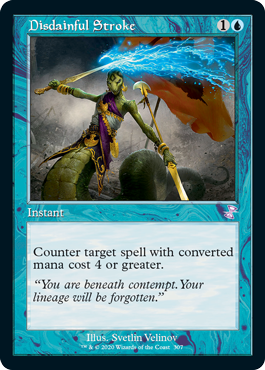 Disdainful Stroke 1
Instant
Counter target spell with converted
mana cost 4 or greater.
“You are beneath contempt. Your
lineage will be forgotten.”
Illus. Svetlin Velinov
™ & © 2020 Wizards of the Coast 307